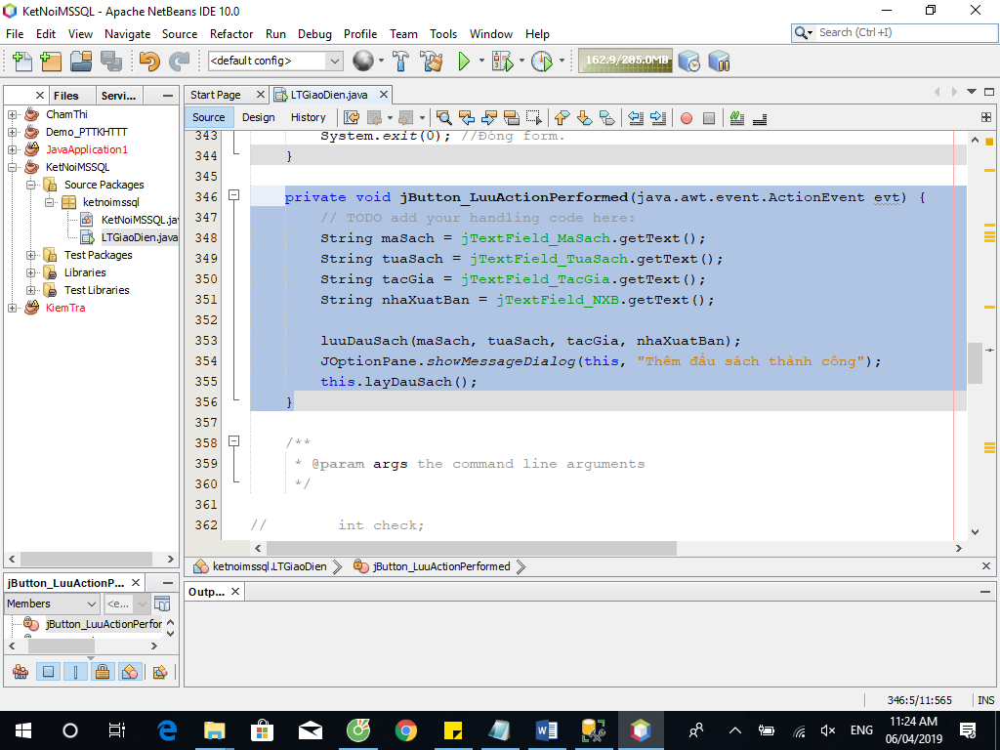 KetNoiMSSQL - Apache NetBeans IDE 10.0
File Edit View Navigate Source Refactor Run Debug Profile Team Tools Window Help
Search (Ctrl+I)
<default config>
162.9/285.0MB
Files Servi...
Start Page LTGiaoDien.java
Source Design History
ChamThi
Demo_PTTKHTTT
JavaApplication1
KetNoiMSSQL
Source Packages
ketnoimssql
KetNoiMSSQL.jav
LTGiaoDien.java
Test Packages
Libraries
Test Libraries
KiemTra
343 System.exit(0); //Đóng form.
344 }
345
346 private void jButton_LuuActionPerformed(java.awt.event.ActionEvent evt) {
347 // TODO add your handling code here:
348 String maSach = jTextField_MaSach.getText();
349 String tuaSach = jTextField_TuaSach.getText();
350 String tacGia = jTextField_TacGia.getText();
351 String nhaXuatBan = jTextField_NXB.getText();
352
353 luuDauSach(maSach, tuaSach, tacGia, nhaXuatBan);
354 JOptionPane.showMessageDialog(this, "Thêm đầu sách thành công");
355 this.layDauSach();
356 }
357
358 /**
359 * @param args the command line arguments
360 */
361
362 // int check;
ketnoimssql.LTGiaoDien jButton_LuuActionPerformed
jButton_LuuActionP...
Members <e...
jButton_LuuActionPerfor
Outp...
346:5/11:565 INS
ENG
11:24 AM
06/04/2019